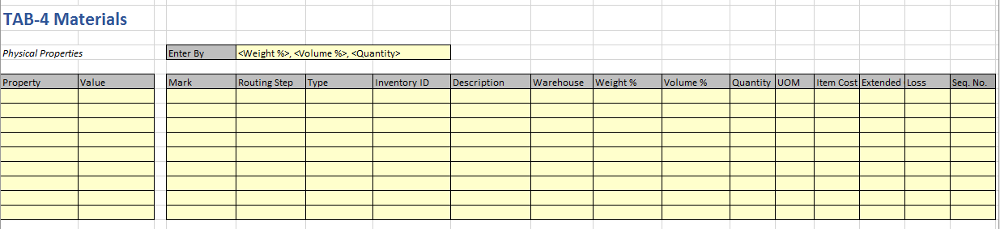 TAB-4 Materials
Physical Properties Enter By <Weight %>, <Volume %>, <Quantity>
Property Value Mark Routing Step Type Inventory ID Description Warehouse Weight % Volume % Quantity UOM Item Cost Extended Loss Seq. No.